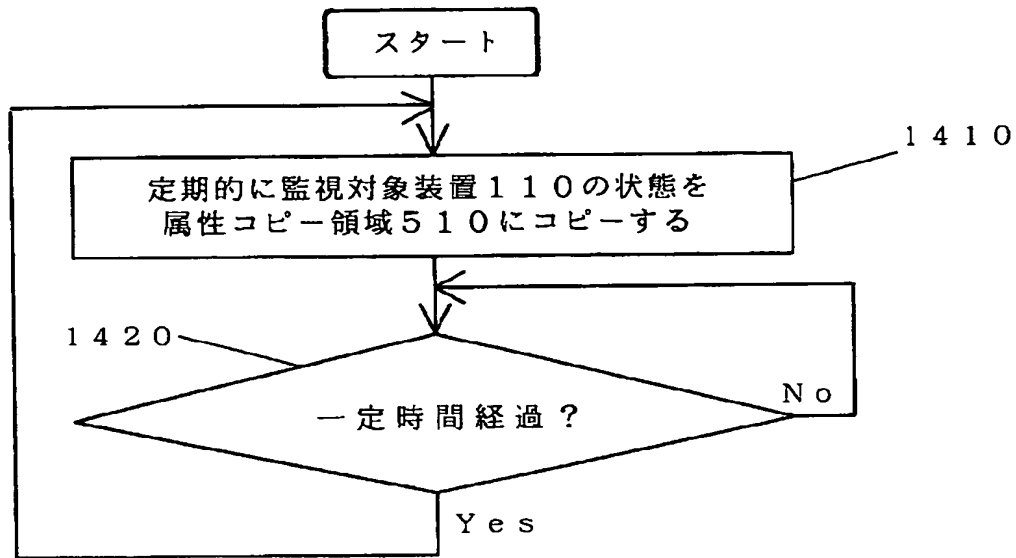 スタート
1410
定期的に監視対象装置110の状態を
属性コピー領域510にコピーする
1420
一定時間経過?
No
Yes